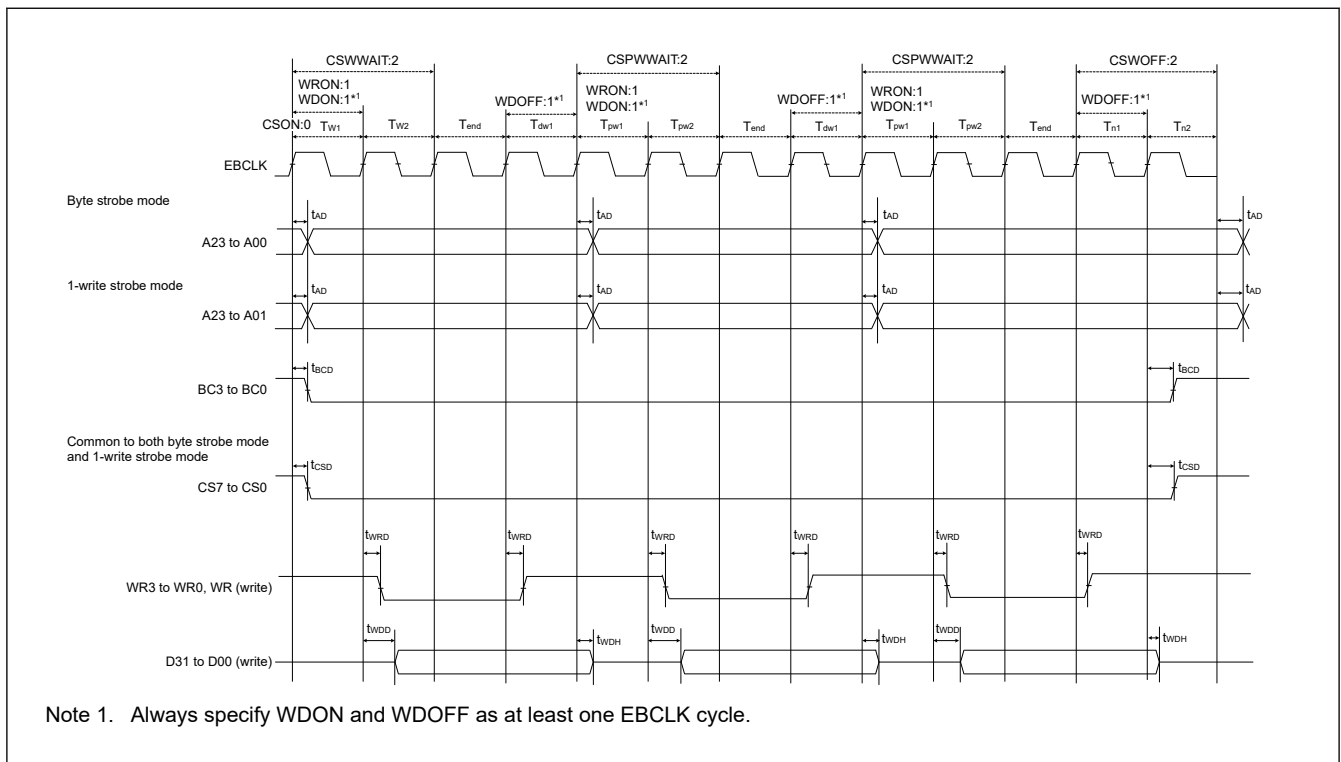 CSWWAIT:2 CSPWWAIT:2 CSPWWAIT:2 CSWOFF:2
WRON:1 WRON:1 WRON:1
WDON:1*1 WDOFF:1*1 WDON:1*1 WDOFF:1*1 WDON:1*1 WDOFF:1*1
CSON:0 TW1 TW2 Tend Tdw1 Tpw1 Tpw2 Tend Tdw1 Tpw1 Tpw2 Tend Tn1 Tn2
EBCLK
Byte strobe mode
tAD tAD tAD tAD
A23 to A00
1-write strobe mode
tAD tAD tAD tAD
A23 to A01
tBCD tBCD
BC3 to BC0
Common to both byte strobe mode
and 1-write strobe mode
tCSD tCSD
CS7 to CS0
tWRD tWRD tWRD tWRD tWRD tWRD
WR3 to WR0, WR (write)
tWDD tWDH tWDD tWDH tWDD tWDH
D31 to D00 (write)
Note 1. Always specify WDON and WDOFF as at least one EBCLK cycle.